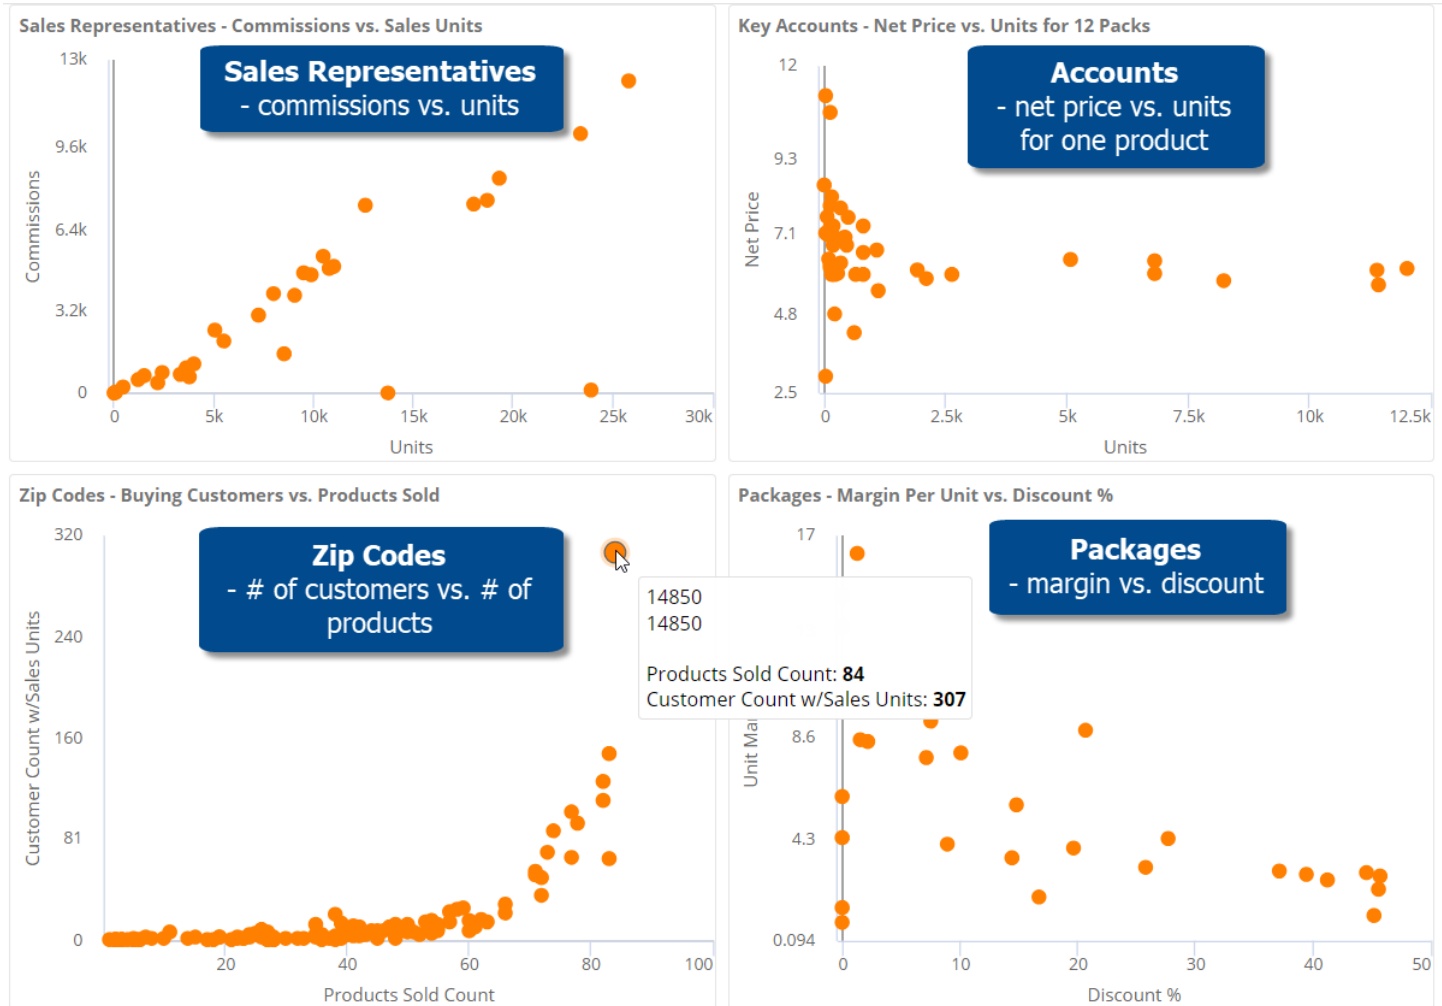 Sales Representatives - Commissions vs. Sales Units
Sales Representatives
- commissions vs. units
13k
9.6k
6.4k
3.2k
0
Commissions
0
5k
10k
15k
20k
25k
30k
Units
Key Accounts - Net Price vs. Units for 12 Packs
Accounts
- net price vs. units
for one product
12
9.3
7.1
4.8
2.5
Net Price
0
2.5k
5k
7.5k
10k
12.5k
Units
Zip Codes - Buying Customers vs. Products Sold
Zip Codes
- # of customers vs. # of
products
320
240
160
81
0
Customer Count w/Sales Units
20
40
60
80
100
Products Sold Count
14850
14850
Products Sold Count: 84
Customer Count w/Sales Units: 307
Packages - Margin Per Unit vs. Discount %
Packages
- margin vs. discount
17
8.6
4.3
0.094
Unit Ma
0
10
20
30
40
50
Discount %